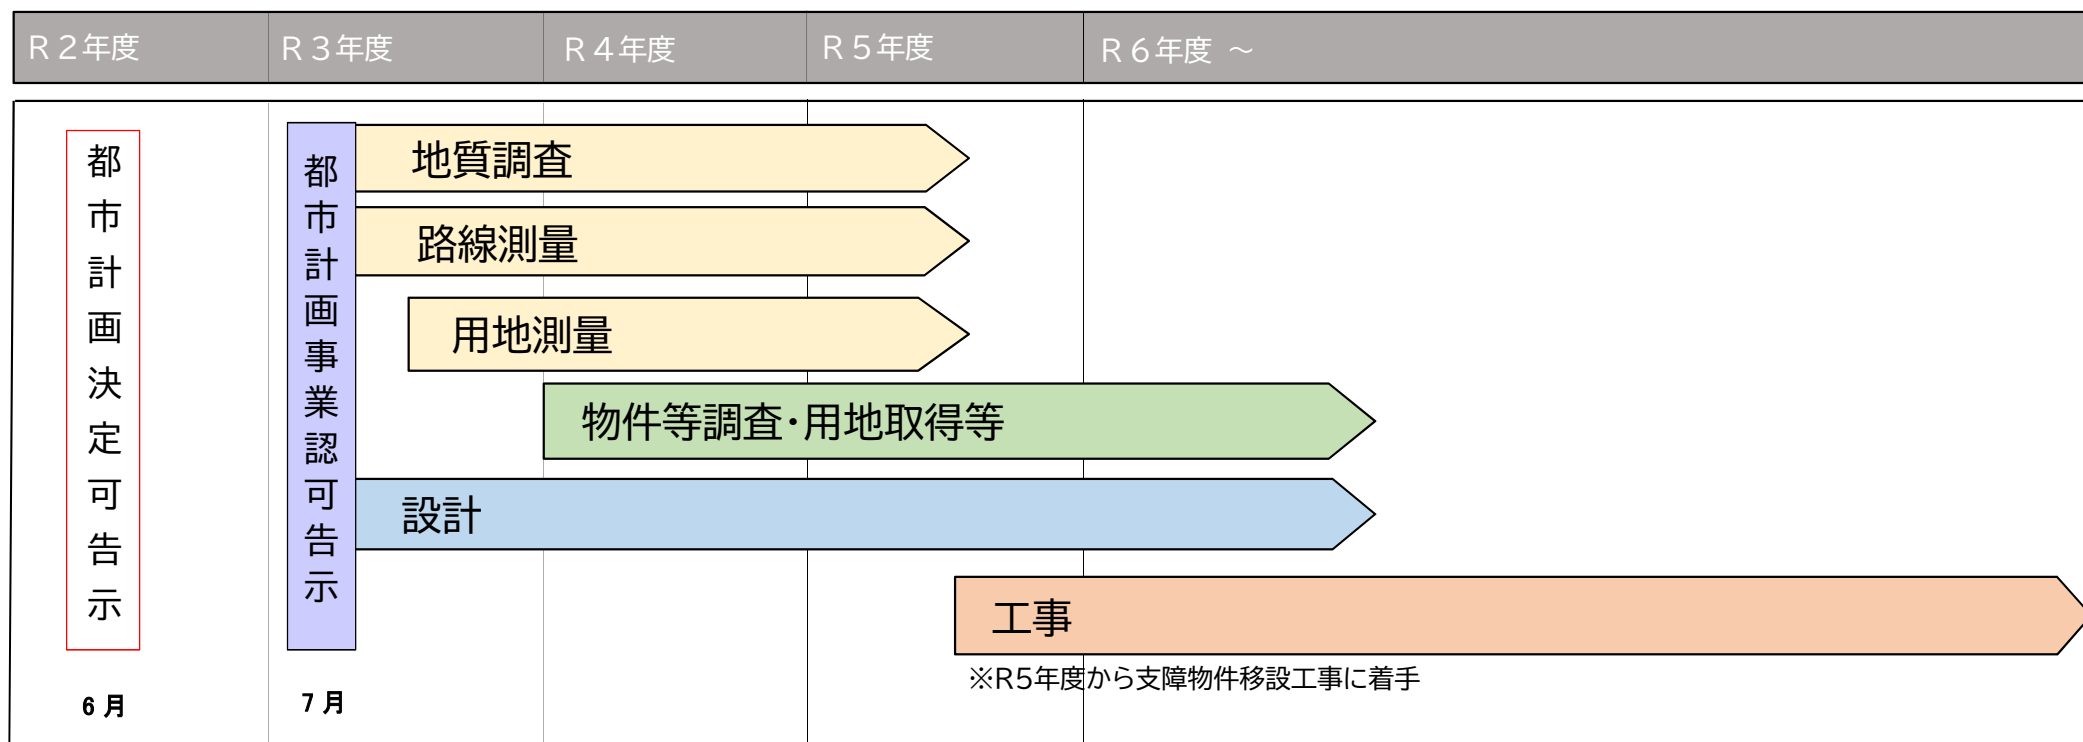 Ｒ２年度
Ｒ３年度
Ｒ４年度
Ｒ５年度
Ｒ６年度 ～
都市計画決定可告示
6月
都市計画事業認可告示
7月
地質調査
路線測量
用地測量
物件等調査・用地取得等
設計
工事
※R5年度から支障物件移設工事に着手